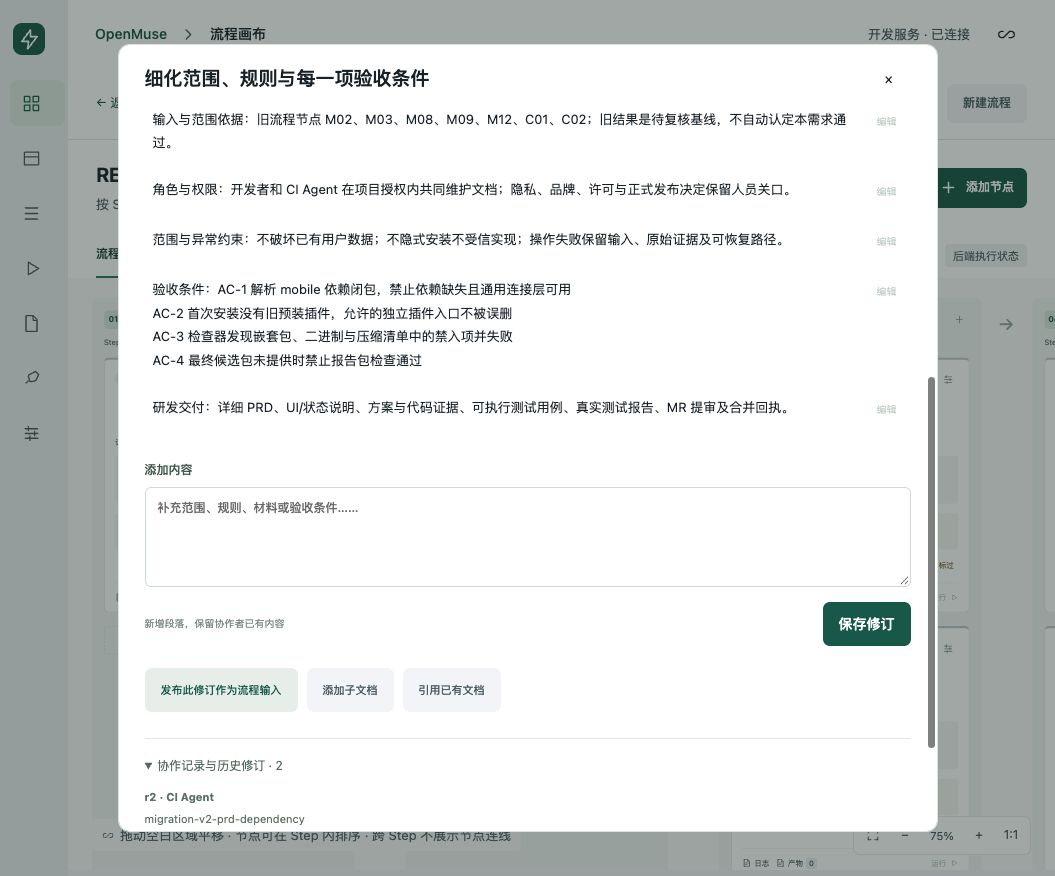 OpenMuse
流程画布
开发服务 · 已连接
← 返
新建流程
RE
按 S
添加节点
流程
后端执行状态
01
Step
细化范围、规则与每一项验收条件
×
输入与范围依据：旧流程节点 M02、M03、M08、M09、M12、C01、C02；旧结果是待复核基线，不自动认定本需求通
过。
编辑
角色与权限：开发者和 CI Agent 在项目授权内共同维护文档；隐私、品牌、许可与正式发布决定保留人员关口。
编辑
范围与异常约束：不破坏已有用户数据；不隐式安装不受信实现；操作失败保留输入、原始证据及可恢复路径。
编辑
验收条件：AC-1 解析 mobile 依赖闭包，禁止依赖缺失且通用连接层可用
编辑
AC-2 首次安装没有旧预装插件，允许的独立插件入口不被误删
AC-3 检查器发现嵌套包、二进制与压缩清单中的禁入项并失败
AC-4 最终候选包未提供时禁止报告包检查通过
研发交付：详细 PRD、UI/状态说明、方案与代码证据、可执行测试用例、真实测试报告、MR 提审及合并回执。
编辑
添加内容
补充范围、规则、材料或验收条件……
新增段落，保留协作者已有内容
保存修订
发布此修订作为流程输入
添加子文档
引用已有文档
▼ 协作记录与历史修订 · 2
r2 · CI Agent
migration-v2-prd-dependency
拖动空白区域平移 · 节点可在 Step 内排序 · 跨 Step 不展示节点连线
75%
1:1
日志
产物 0
运行